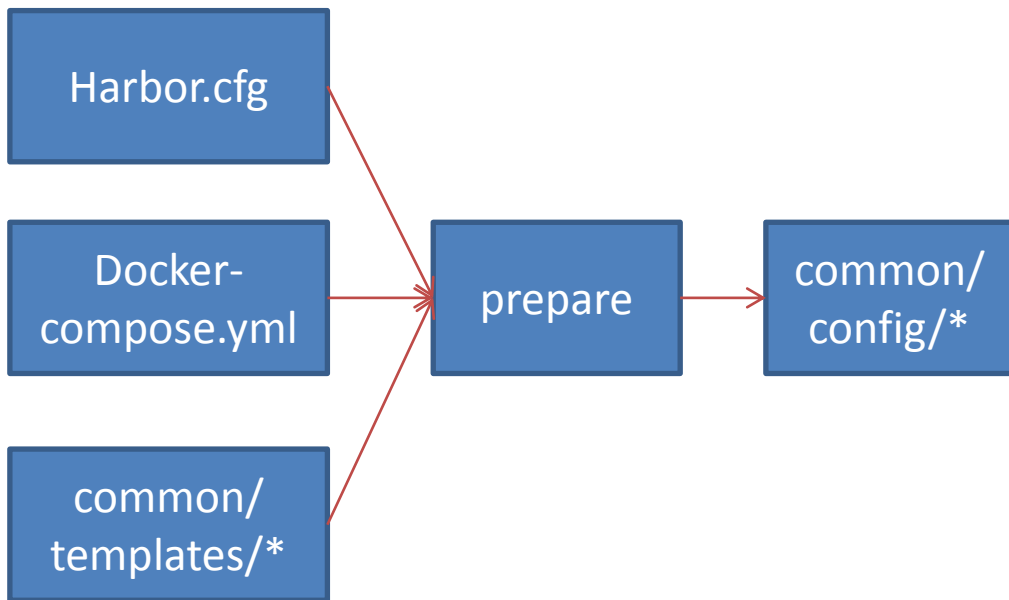 Harbor.cfg
Docker-
compose.yml
common/
templates/*
prepare
common/
config/*